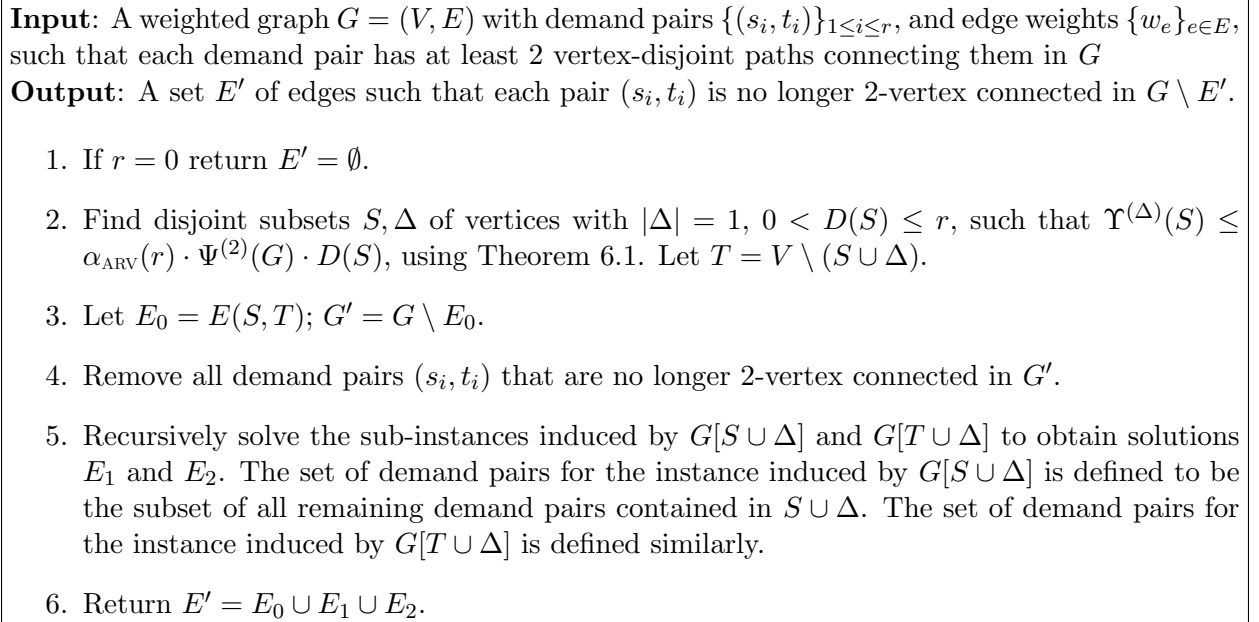 Input: A weighted graph G = (V, E) with demand pairs {(s_i, t_i)}_{1≤i≤r}, and edge weights {w_e}_{e∈E},
such that each demand pair has at least 2 vertex-disjoint paths connecting them in G
Output: A set E′ of edges such that each pair (s_i, t_i) is no longer 2-vertex connected in G \ E′.
1. If r = 0 return E′ = ∅.
2. Find disjoint subsets S, Δ of vertices with |Δ| = 1, 0 < D(S) ≤ r, such that Υ^{(Δ)}(S) ≤
α_{ARV}(r) · Ψ^{(2)}(G) · D(S), using Theorem 6.1. Let T = V \ (S ∪ Δ).
3. Let E_0 = E(S, T); G′ = G \ E_0.
4. Remove all demand pairs (s_i, t_i) that are no longer 2-vertex connected in G′.
5. Recursively solve the sub-instances induced by G[S ∪ Δ] and G[T ∪ Δ] to obtain solutions
E_1 and E_2. The set of demand pairs for the instance induced by G[S ∪ Δ] is defined to be
the subset of all remaining demand pairs contained in S ∪ Δ. The set of demand pairs for
the instance induced by G[T ∪ Δ] is defined similarly.
6. Return E′ = E_0 ∪ E_1 ∪ E_2.